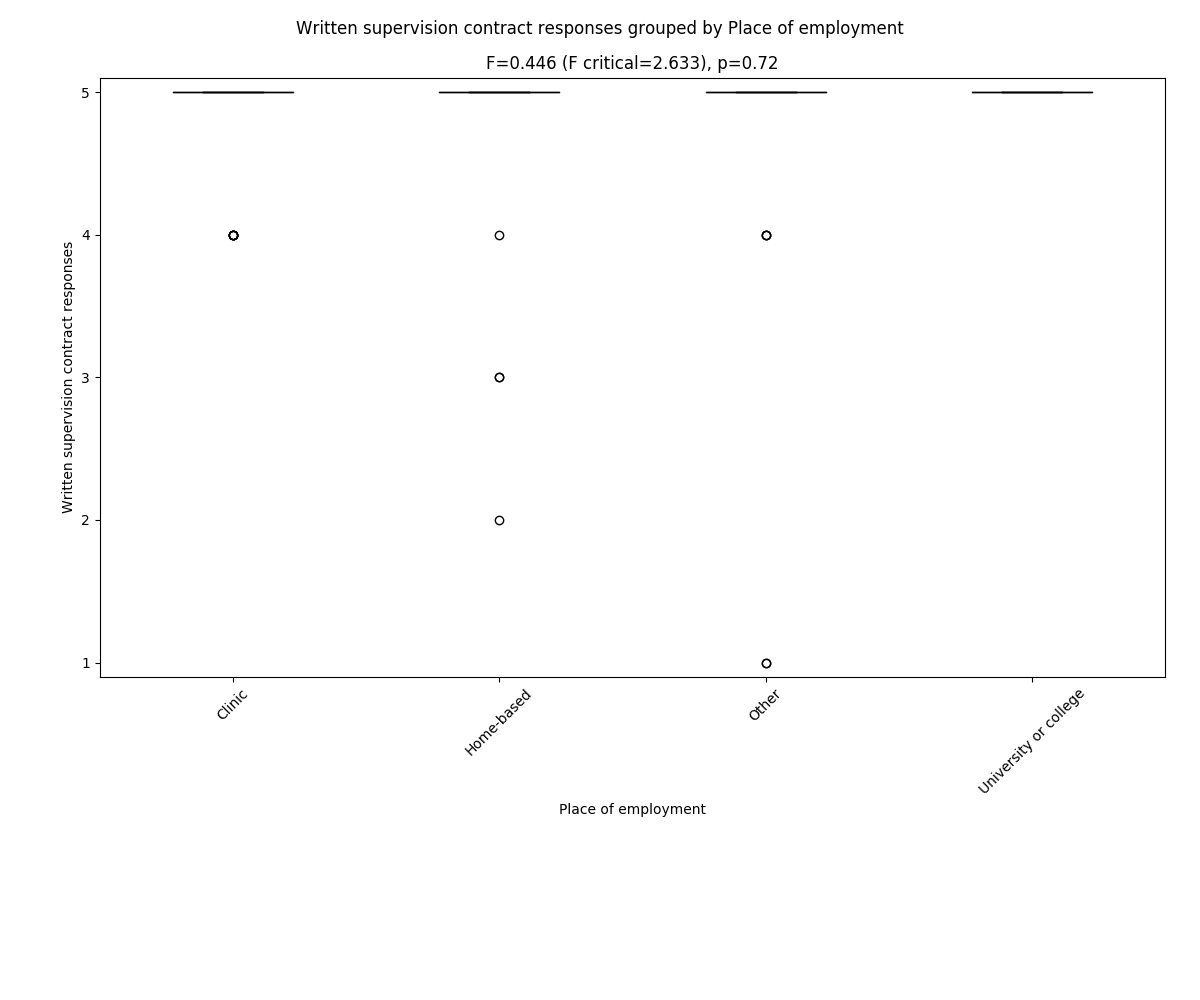 Written supervision contract responses grouped by Place of employment
F=0.446 (F critical=2.633), p=0.72
Written supervision contract responses
5
4
3
2
1
Clinic
Home-based
Other
University or college
Place of employment